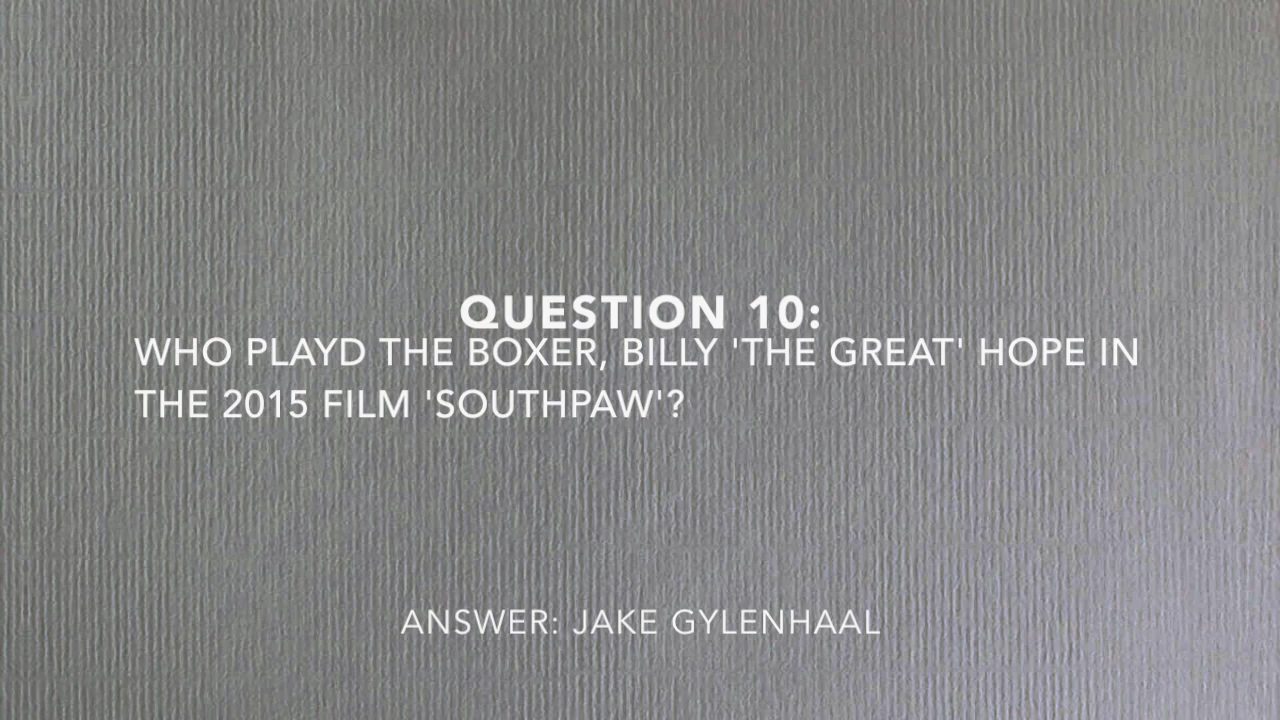 QUESTION 10:
WHO PLAYD THE BOXER, BILLY 'THE GREAT' HOPE IN
THE 2015 FILM 'SOUTHPAW'?
ANSWER: JAKE GYLENHAAL